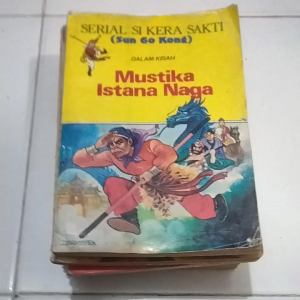 SERIAL SI KERA SAKTI
(Sun Go Kong)
DALAM KISAH
Mustika
Istana Naga